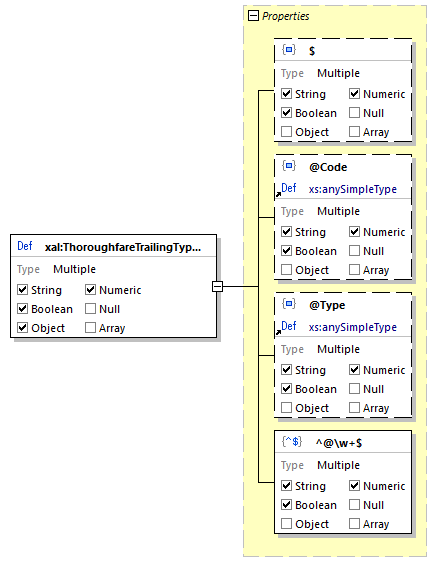 Properties
$
Type Multiple
String Numeric
Boolean Null
Object Array
@Code
Def xs:anySimpleType
Type Multiple
String Numeric
Boolean Null
Object Array
Def xal:ThoroughfareTrailingTyp...
Type Multiple
String Numeric
Boolean Null
Object Array
@Type
Def xs:anySimpleType
Type Multiple
String Numeric
Boolean Null
Object Array
{^$} ^@\w+$
Type Multiple
String Numeric
Boolean Null
Object Array